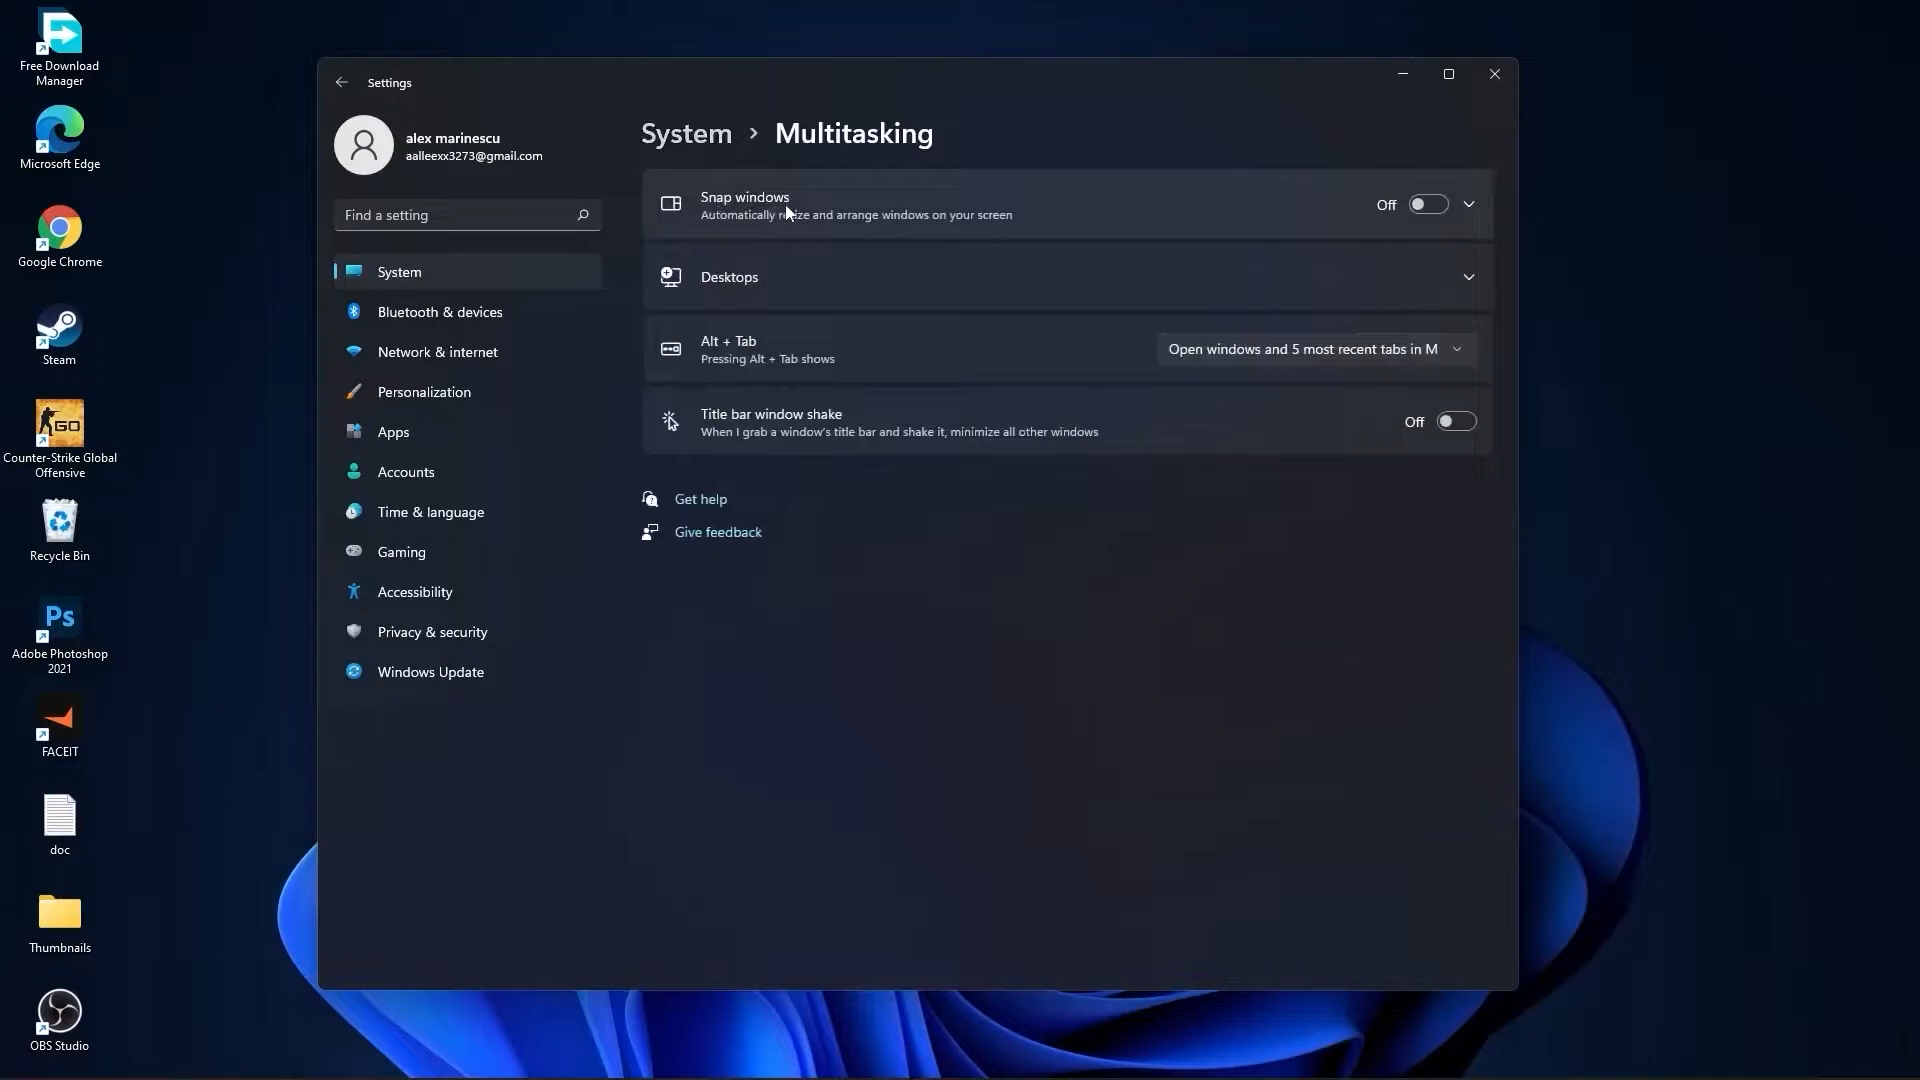 Free Download
Manager
Microsoft Edge
Google Chrome
Steam
GO
Counter-Strike Global
Offensive
Recycle Bin
Ps
Adobe Photoshop
2021
FACEIT
doc
Thumbnails
OBS Studio
Settings
alex marinescu
aalleexx3273@gmail.com
Find a setting
System
Bluetooth & devices
Network & internet
Personalization
Apps
Accounts
Time & language
Gaming
Accessibility
Privacy & security
Windows Update
System > Multitasking
Snap windows
Off
Automatically resize and arrange windows on your screen
Desktops
Alt + Tab
Pressing Alt + Tab shows
Open windows and 5 most recent tabs in M
Title bar window shake
Off
When I grab a window's title bar and shake it, minimize all other windows
Get help
Give feedback